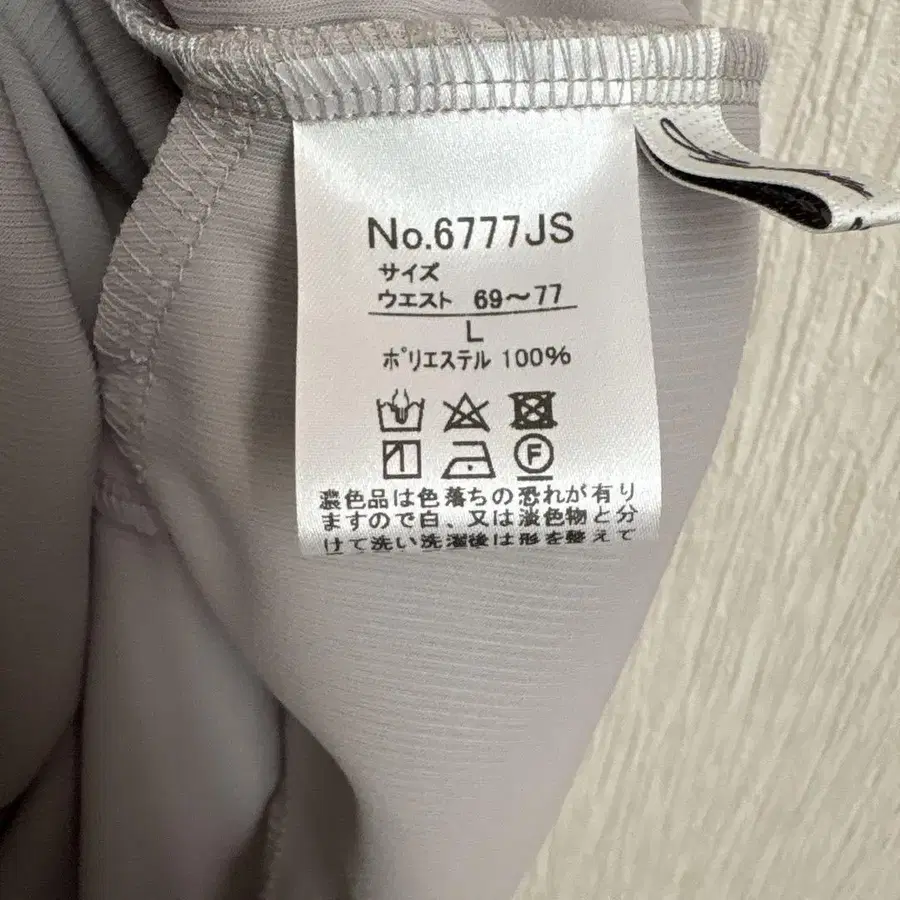 No.6777JS
サイズ
ウエスト 69～77
L
ポリエステル 100%
F
濃色品は色落ちの恐れが有り
ますので白、又は淡色物と分
けて洗い洗濯後は形を整えて